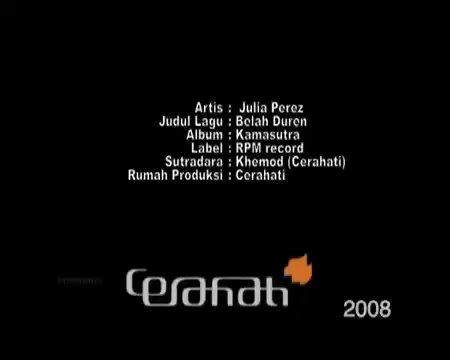 Artis : Julia Perez
Judul Lagu : Belah Duren
Album : Kamasutra
Label : RPM record
Sutradara : Khemod (Cerahati)
Rumah Produksi : Cerahati
cerahati
2008